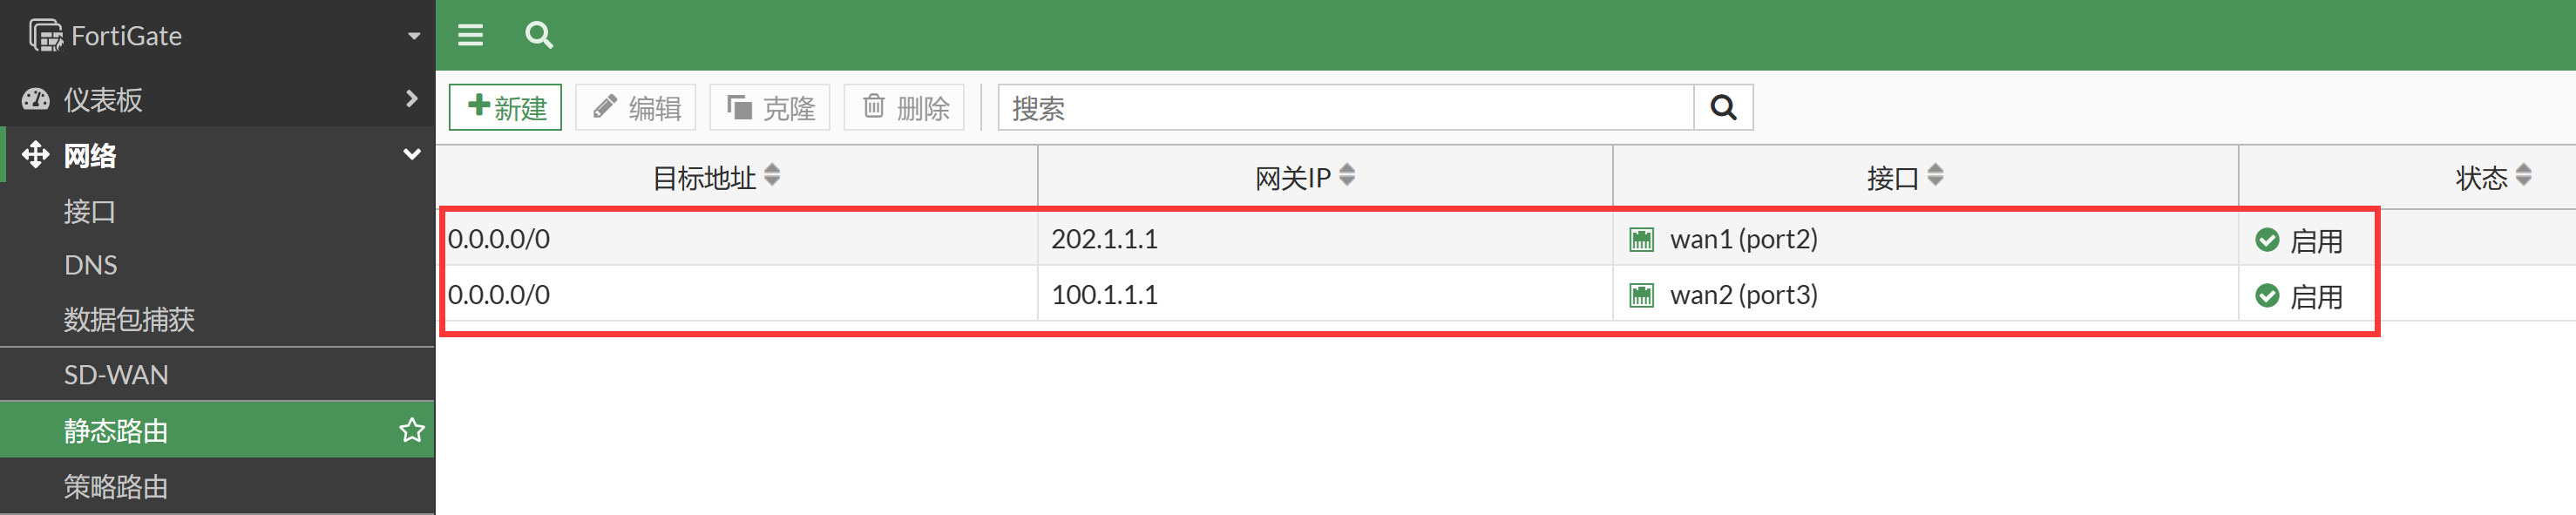 FortiGate
仪表板
网络
接口
DNS
数据包捕获
SD-WAN
静态路由
策略路由
新建 编辑 克隆 删除 搜索
目标地址 网关IP 接口 状态
0.0.0.0/0 202.1.1.1 wan1 (port2) 启用
0.0.0.0/0 100.1.1.1 wan2 (port3) 启用